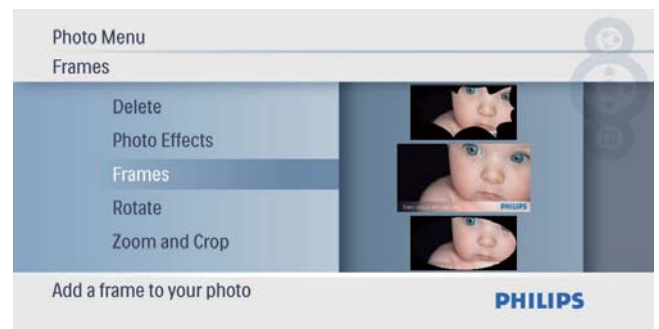 Photo Menu
Frames
Delete
Photo Effects
Frames
Rotate
Zoom and Crop
PHILIPS
Add a frame to your photo
PHILIPS